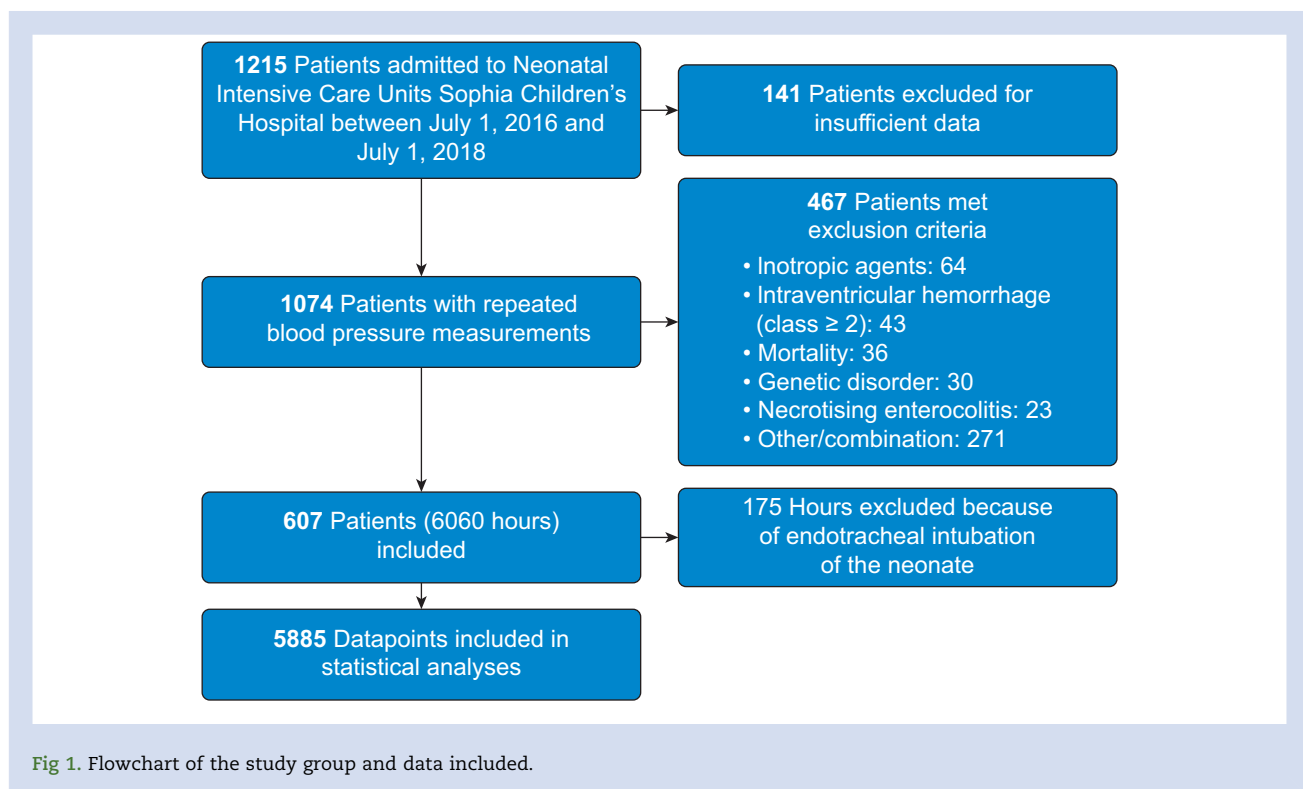 1215 Patients admitted to Neonatal
Intensive Care Units Sophia Children's
Hospital between July 1, 2016 and
July 1, 2018
141 Patients excluded for
insufficient data
1074 Patients with repeated
blood pressure measurements
467 Patients met
exclusion criteria
• Inotropic agents: 64
• Intraventricular hemorrhage
(class ≥ 2): 43
• Mortality: 36
• Genetic disorder: 30
• Necrotising enterocolitis: 23
• Other/combination: 271
607 Patients (6060 hours)
included
175 Hours excluded because
of endotracheal intubation
of the neonate
5885 Datapoints included in
statistical analyses
Fig 1. Flowchart of the study group and data included.